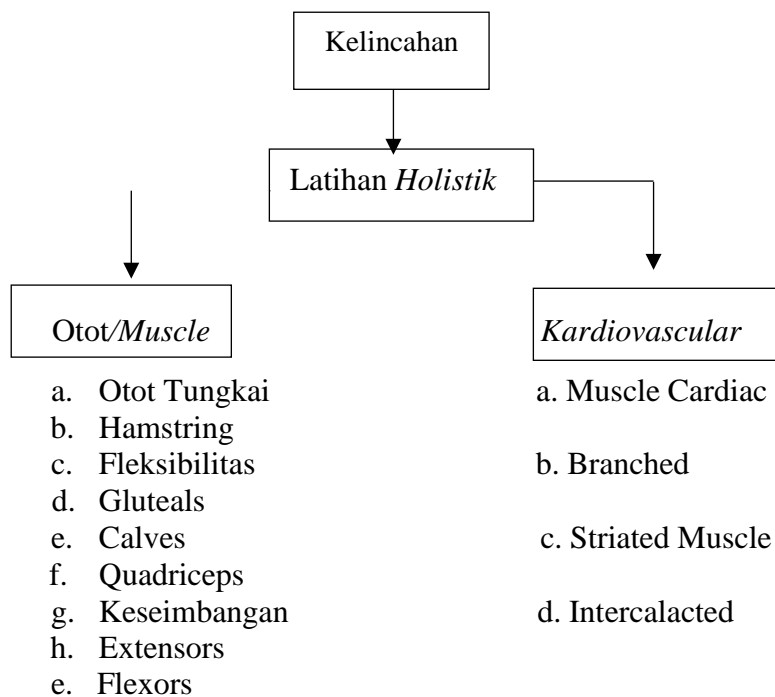 Kelincahan
Latihan Holistik
Otot/Muscle
a. Otot Tungkai
b. Hamstring
c. Fleksibilitas
d. Gluteals
e. Calves
f. Quadriceps
g. Keseimbangan
h. Extensors
e. Flexors
Kardiovascular
a. Muscle Cardiac
b. Branched
c. Striated Muscle
d. Intercalacted